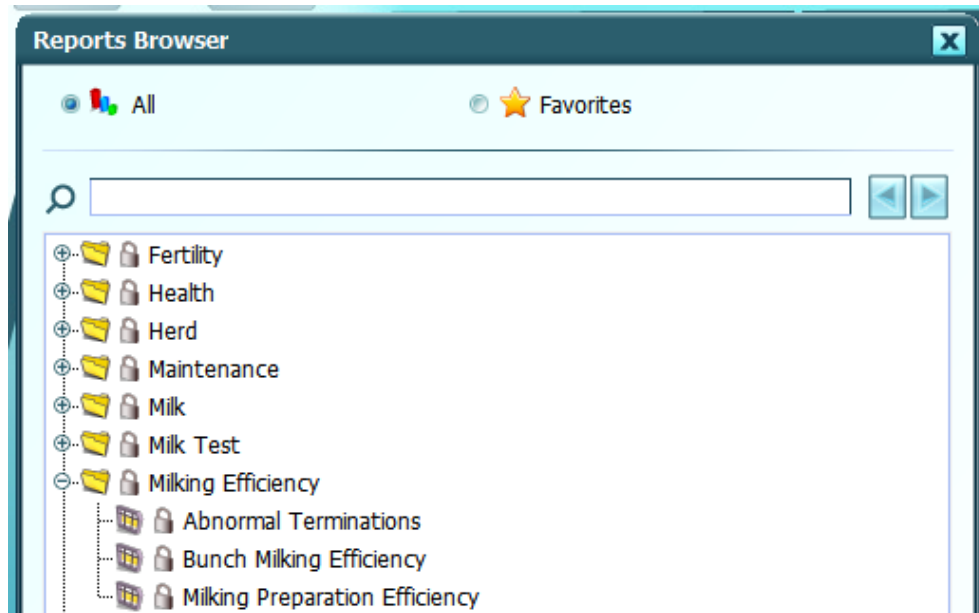 Reports Browser
All
Favorites
Fertility
Health
Herd
Maintenance
Milk
Milk Test
Milking Efficiency
Abnormal Terminations
Bunch Milking Efficiency
Milking Preparation Efficiency